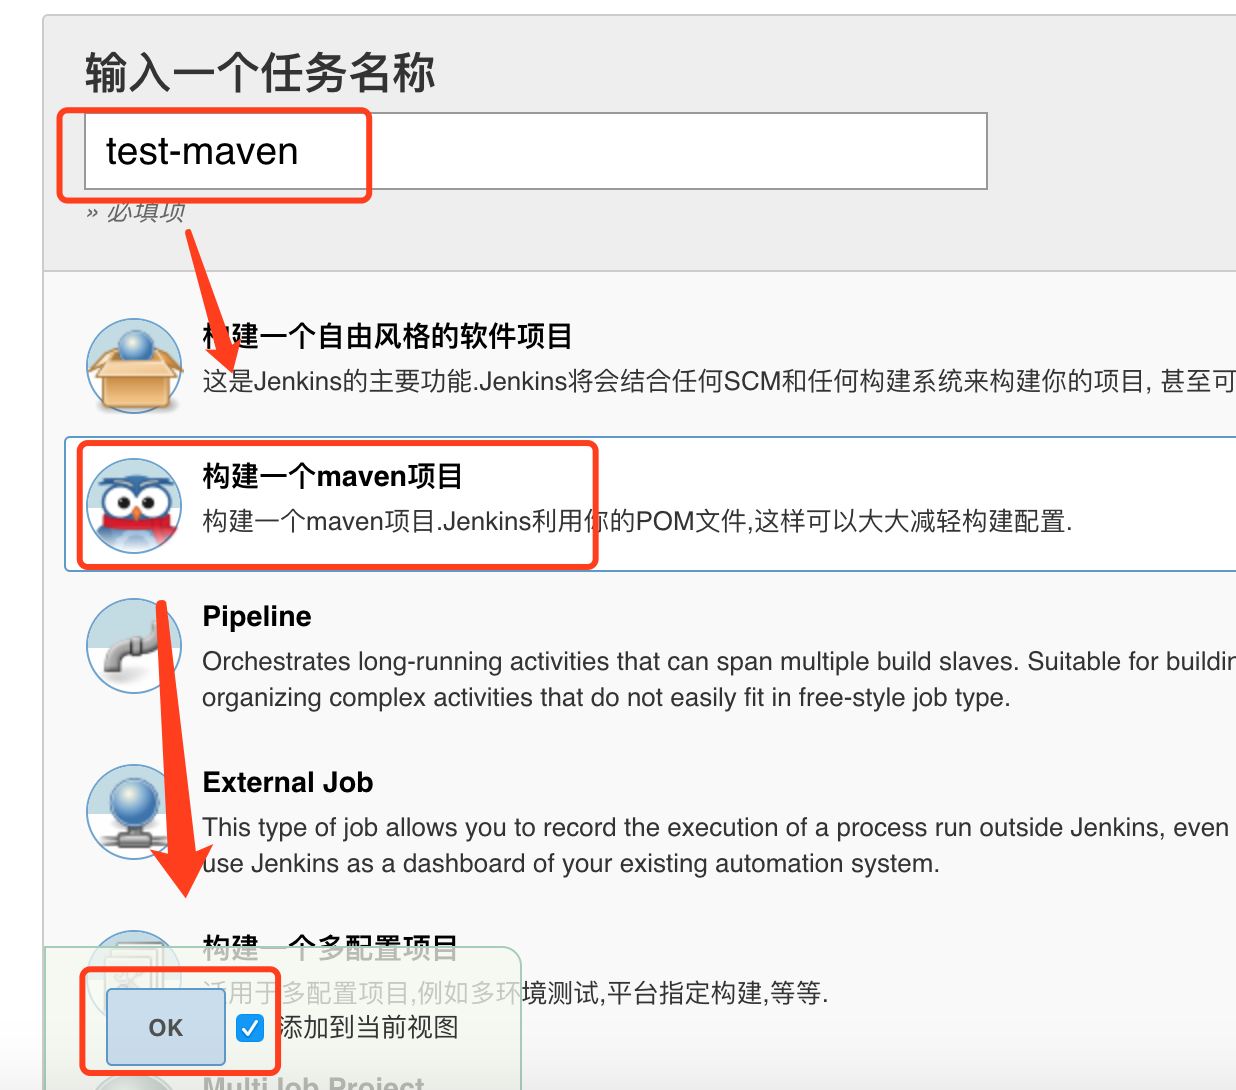 输入一个任务名称
test-maven
» 必填项
构建一个自由风格的软件项目
这是Jenkins的主要功能.Jenkins将会结合任何SCM和任何构建系统来构建你的项目, 甚至可
构建一个maven项目
构建一个maven项目.Jenkins利用你的POM文件,这样可以大大减轻构建配置.
Pipeline
Orchestrates long-running activities that can span multiple build slaves. Suitable for buildin
organizing complex activities that do not easily fit in free-style job type.
External Job
This type of job allows you to record the execution of a process run outside Jenkins, even
use Jenkins as a dashboard of your existing automation system.
构建一个多配置项目
适用于多配置项目,例如多环境测试,平台指定构建,等等.
OK
添加到当前视图
MultiJob Project